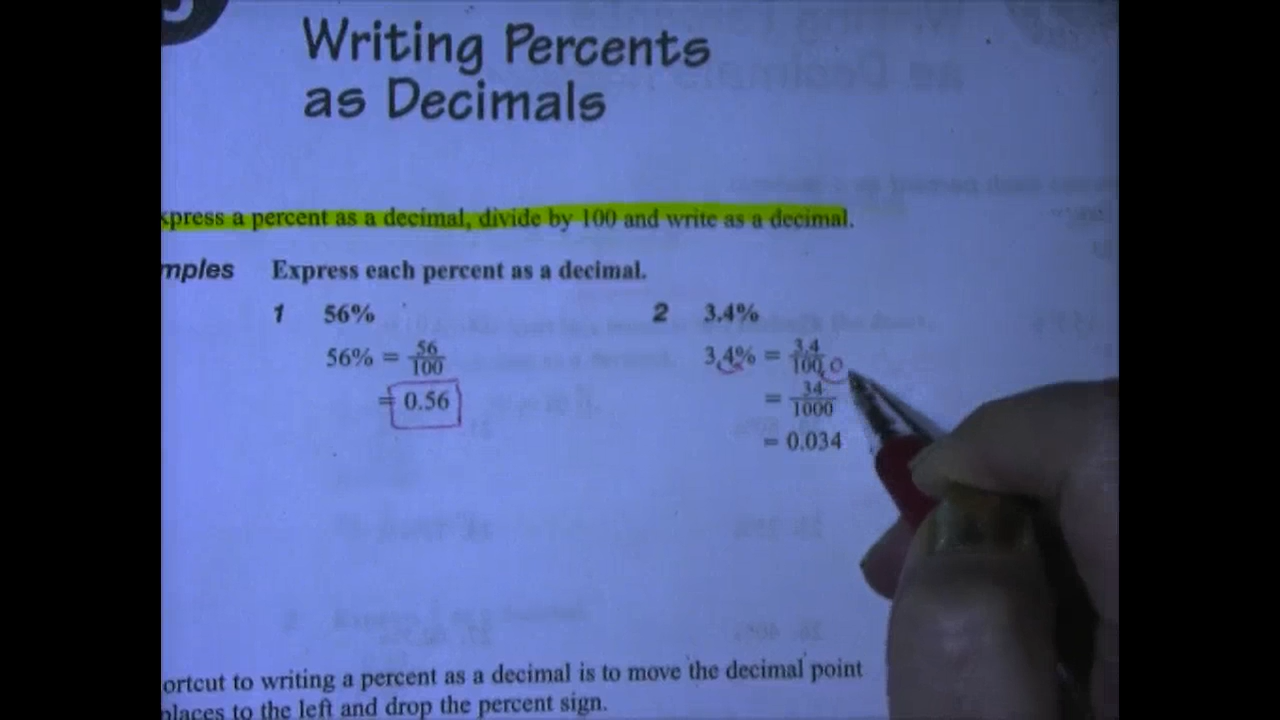 Writing Percents
as Decimals
xpress a percent as a decimal, divide by 100 and write as a decimal.
mples Express each percent as a decimal.
1 56% 2 3.4%
56% = 56/100 3.4% = 3.4/100 0
= 0.56 = 34/1000
= 0.034
ortcut to writing a percent as a decimal is to move the decimal point
places to the left and drop the percent sign.